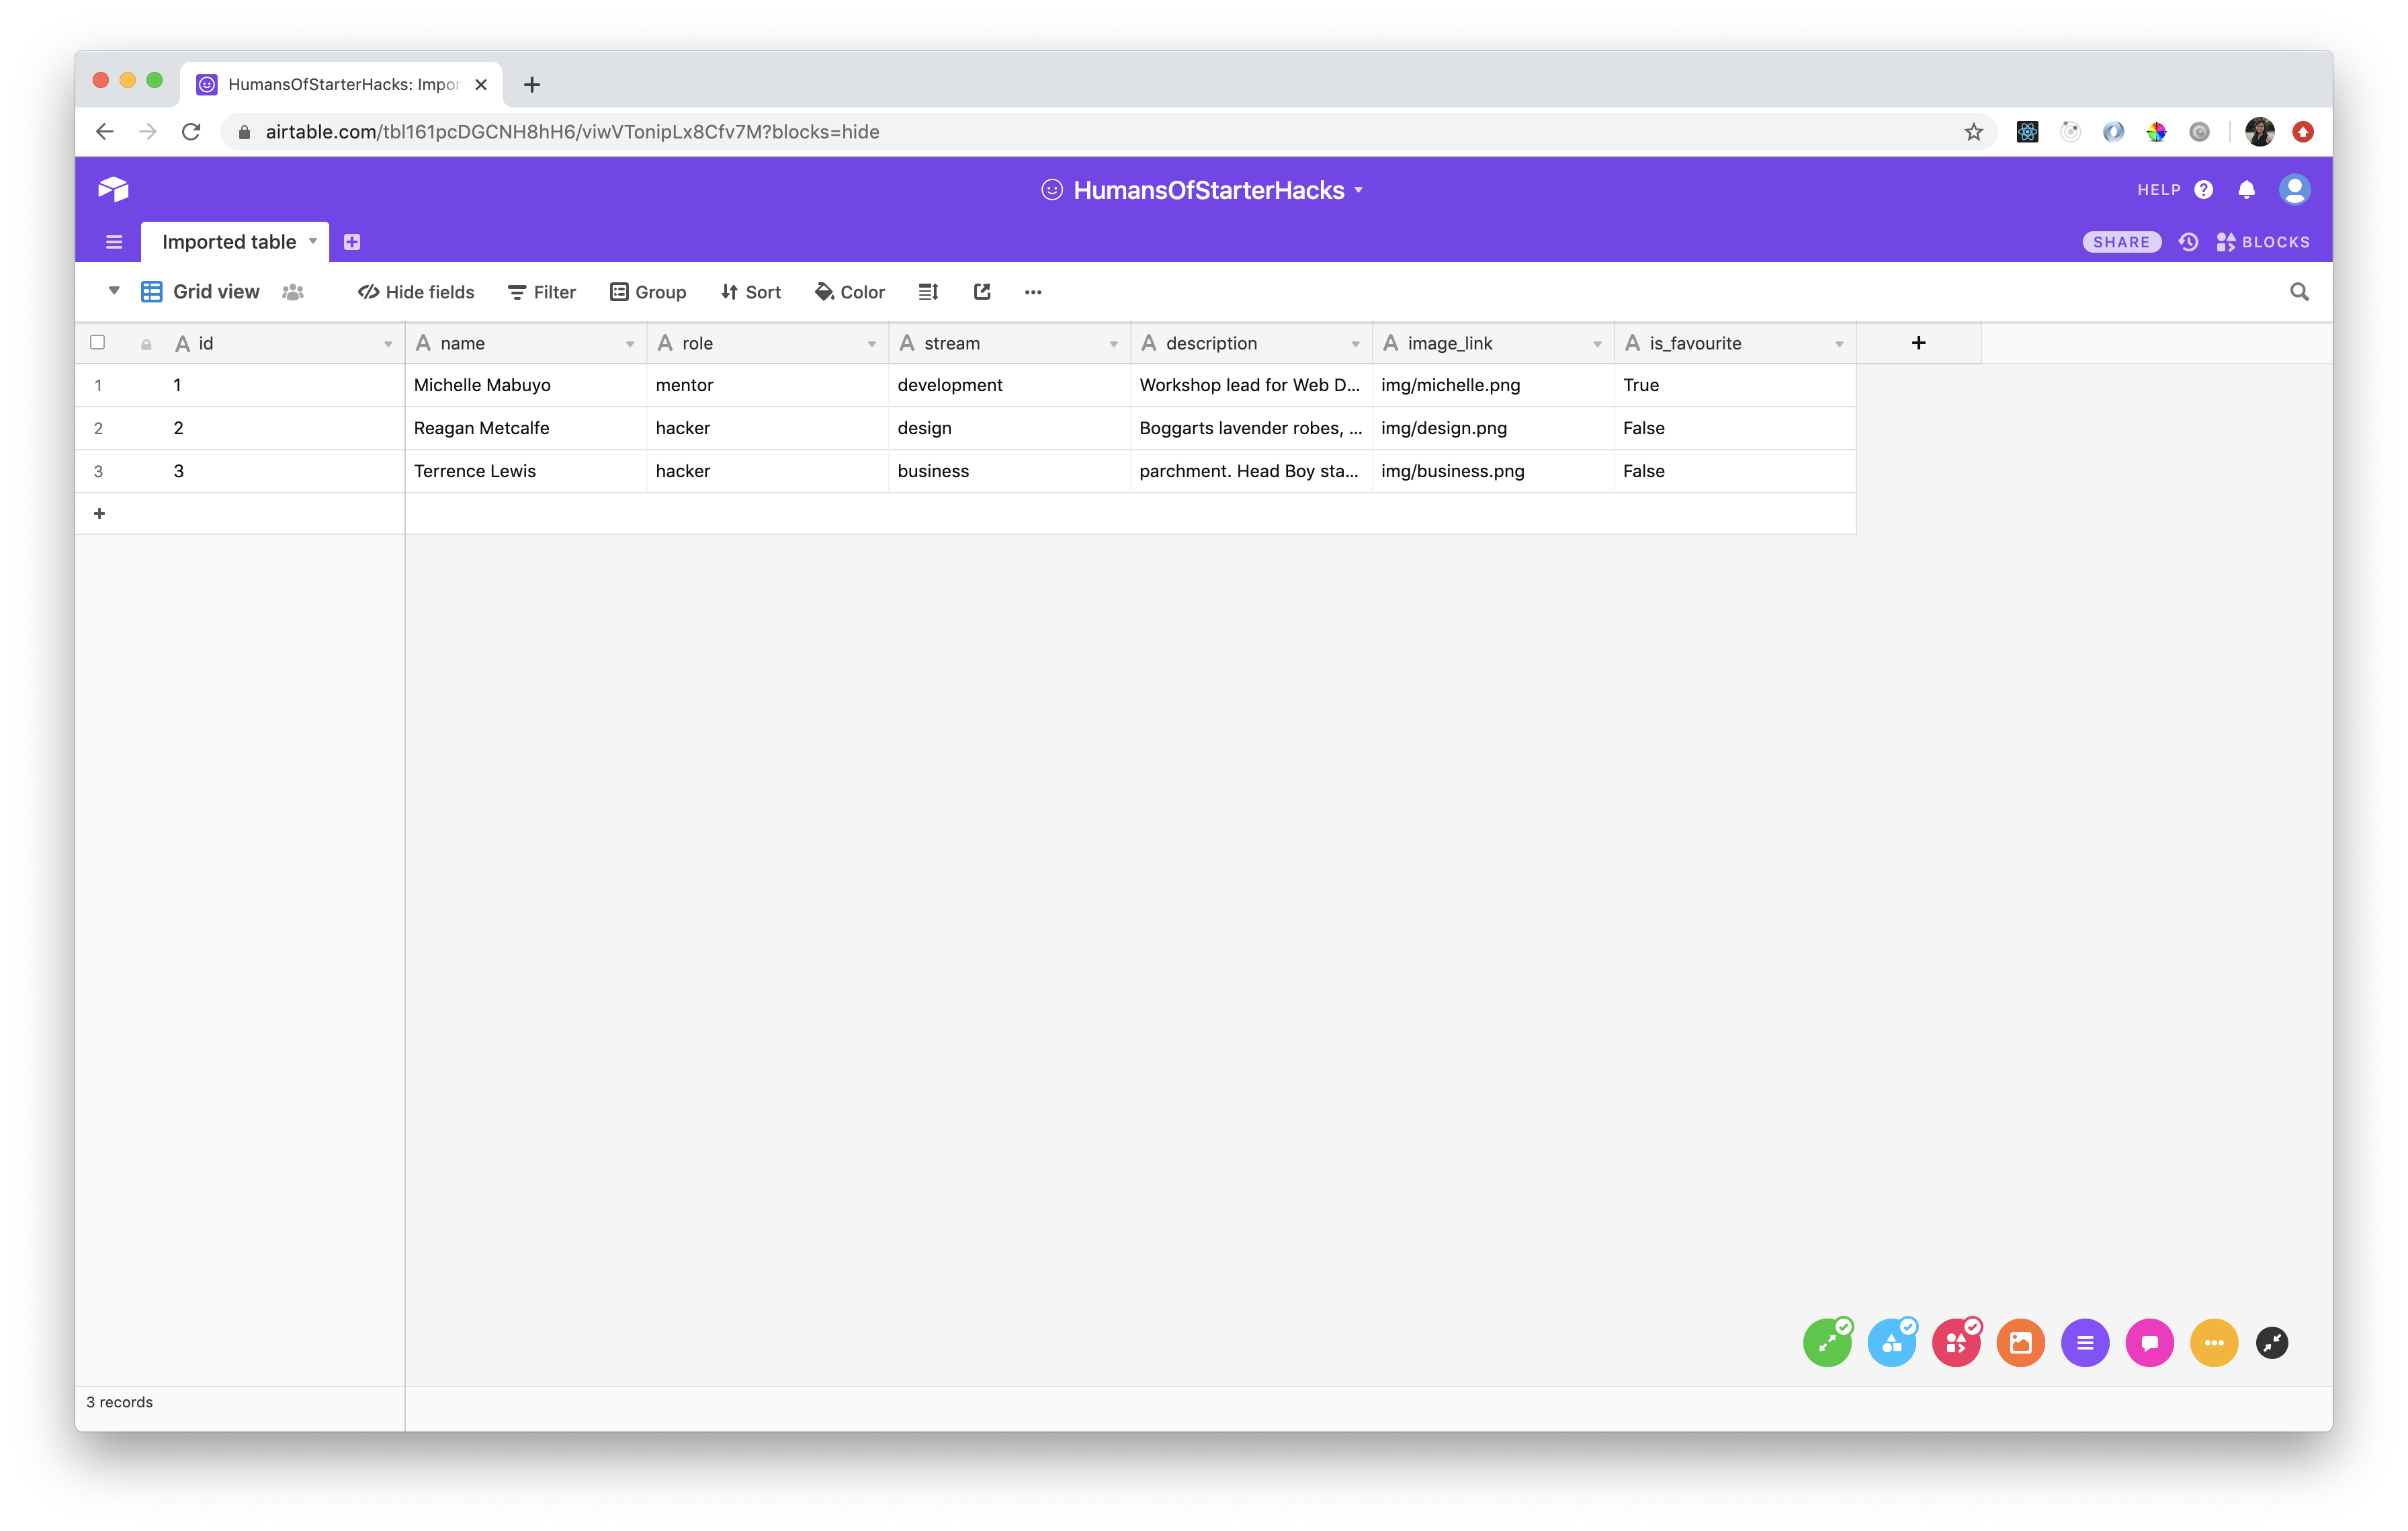 HumansOfStarterHacks: Impor
airtable.com/tbl161pcDGCNH8hH6/viwVTonipLx8Cfv7M?blocks=hide
HumansOfStarterHacks
HELP ?
Imported table
SHARE BLOCKS
Grid view Hide fields Filter Group Sort Color
A id A name A role A stream A description A image_link A is_favourite
1 1 Michelle Mabuyo mentor development Workshop lead for Web D... img/michelle.png True
2 2 Reagan Metcalfe hacker design Boggarts lavender robes, ... img/design.png False
3 3 Terrence Lewis hacker business parchment. Head Boy sta... img/business.png False
3 records